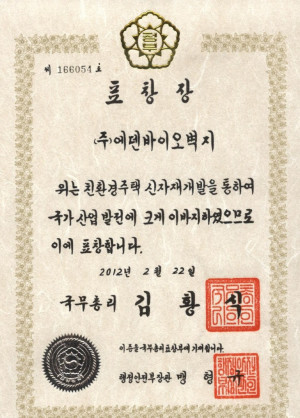 제 166054 호
표창장
(주)에덴바이오벽지
위는 친환경주택 신자재개발을 통하여
국가 산업 발전에 크게 이바지하였으므로
이에 표창합니다.
2012년 2월 22일
국무총리 김황식
이 증을 국무총리표창부에 기입합니다.
행정안전부장관 맹형규